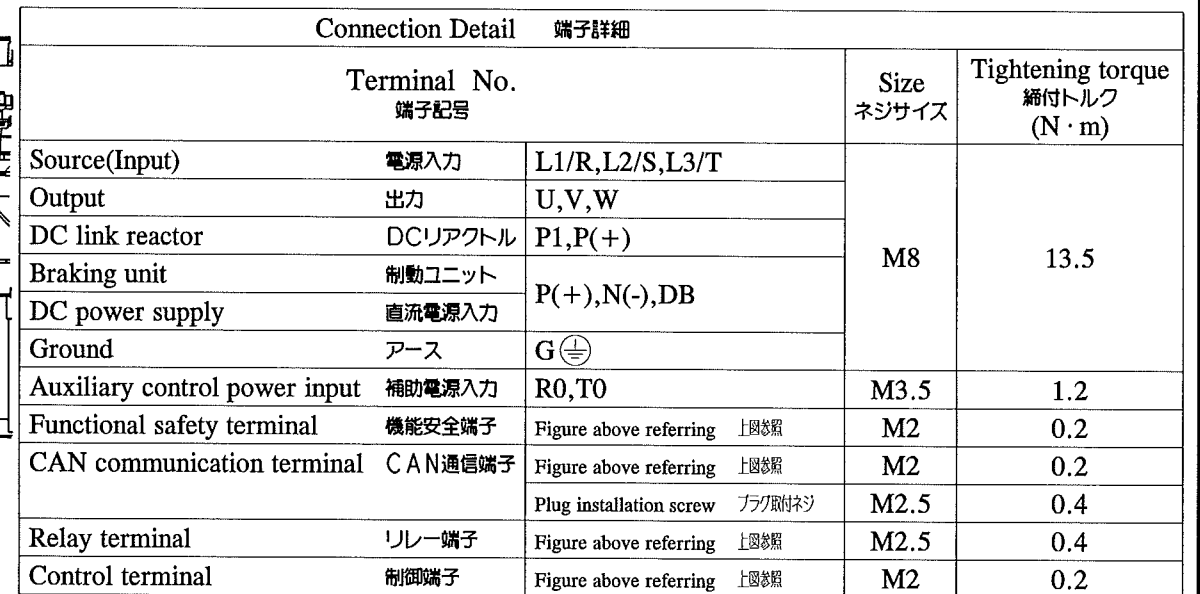 Connection Detail 端子詳細
Terminal No. 端子記号 Size ネジサイズ Tightening torque 締付トルク (N · m)
Source(Input) 電源入力 L1/R,L2/S,L3/T M8 13.5
Output 出力 U,V,W
DC link reactor DCリアクトル P1,P(+)
Braking unit 制動ユニット P(+),N(-),DB
DC power supply 直流電源入力
Ground アース G
Auxiliary control power input 補助電源入力 R0,T0 M3.5 1.2
Functional safety terminal 機能安全端子 Figure above referring 上図参照 M2 0.2
CAN communication terminal CAN通信端子 Figure above referring 上図参照 M2 0.2
Plug installation screw プラグ取付ネジ M2.5 0.4
Relay terminal リレー端子 Figure above referring 上図参照 M2.5 0.4
Control terminal 制御端子 Figure above referring 上図参照 M2 0.2